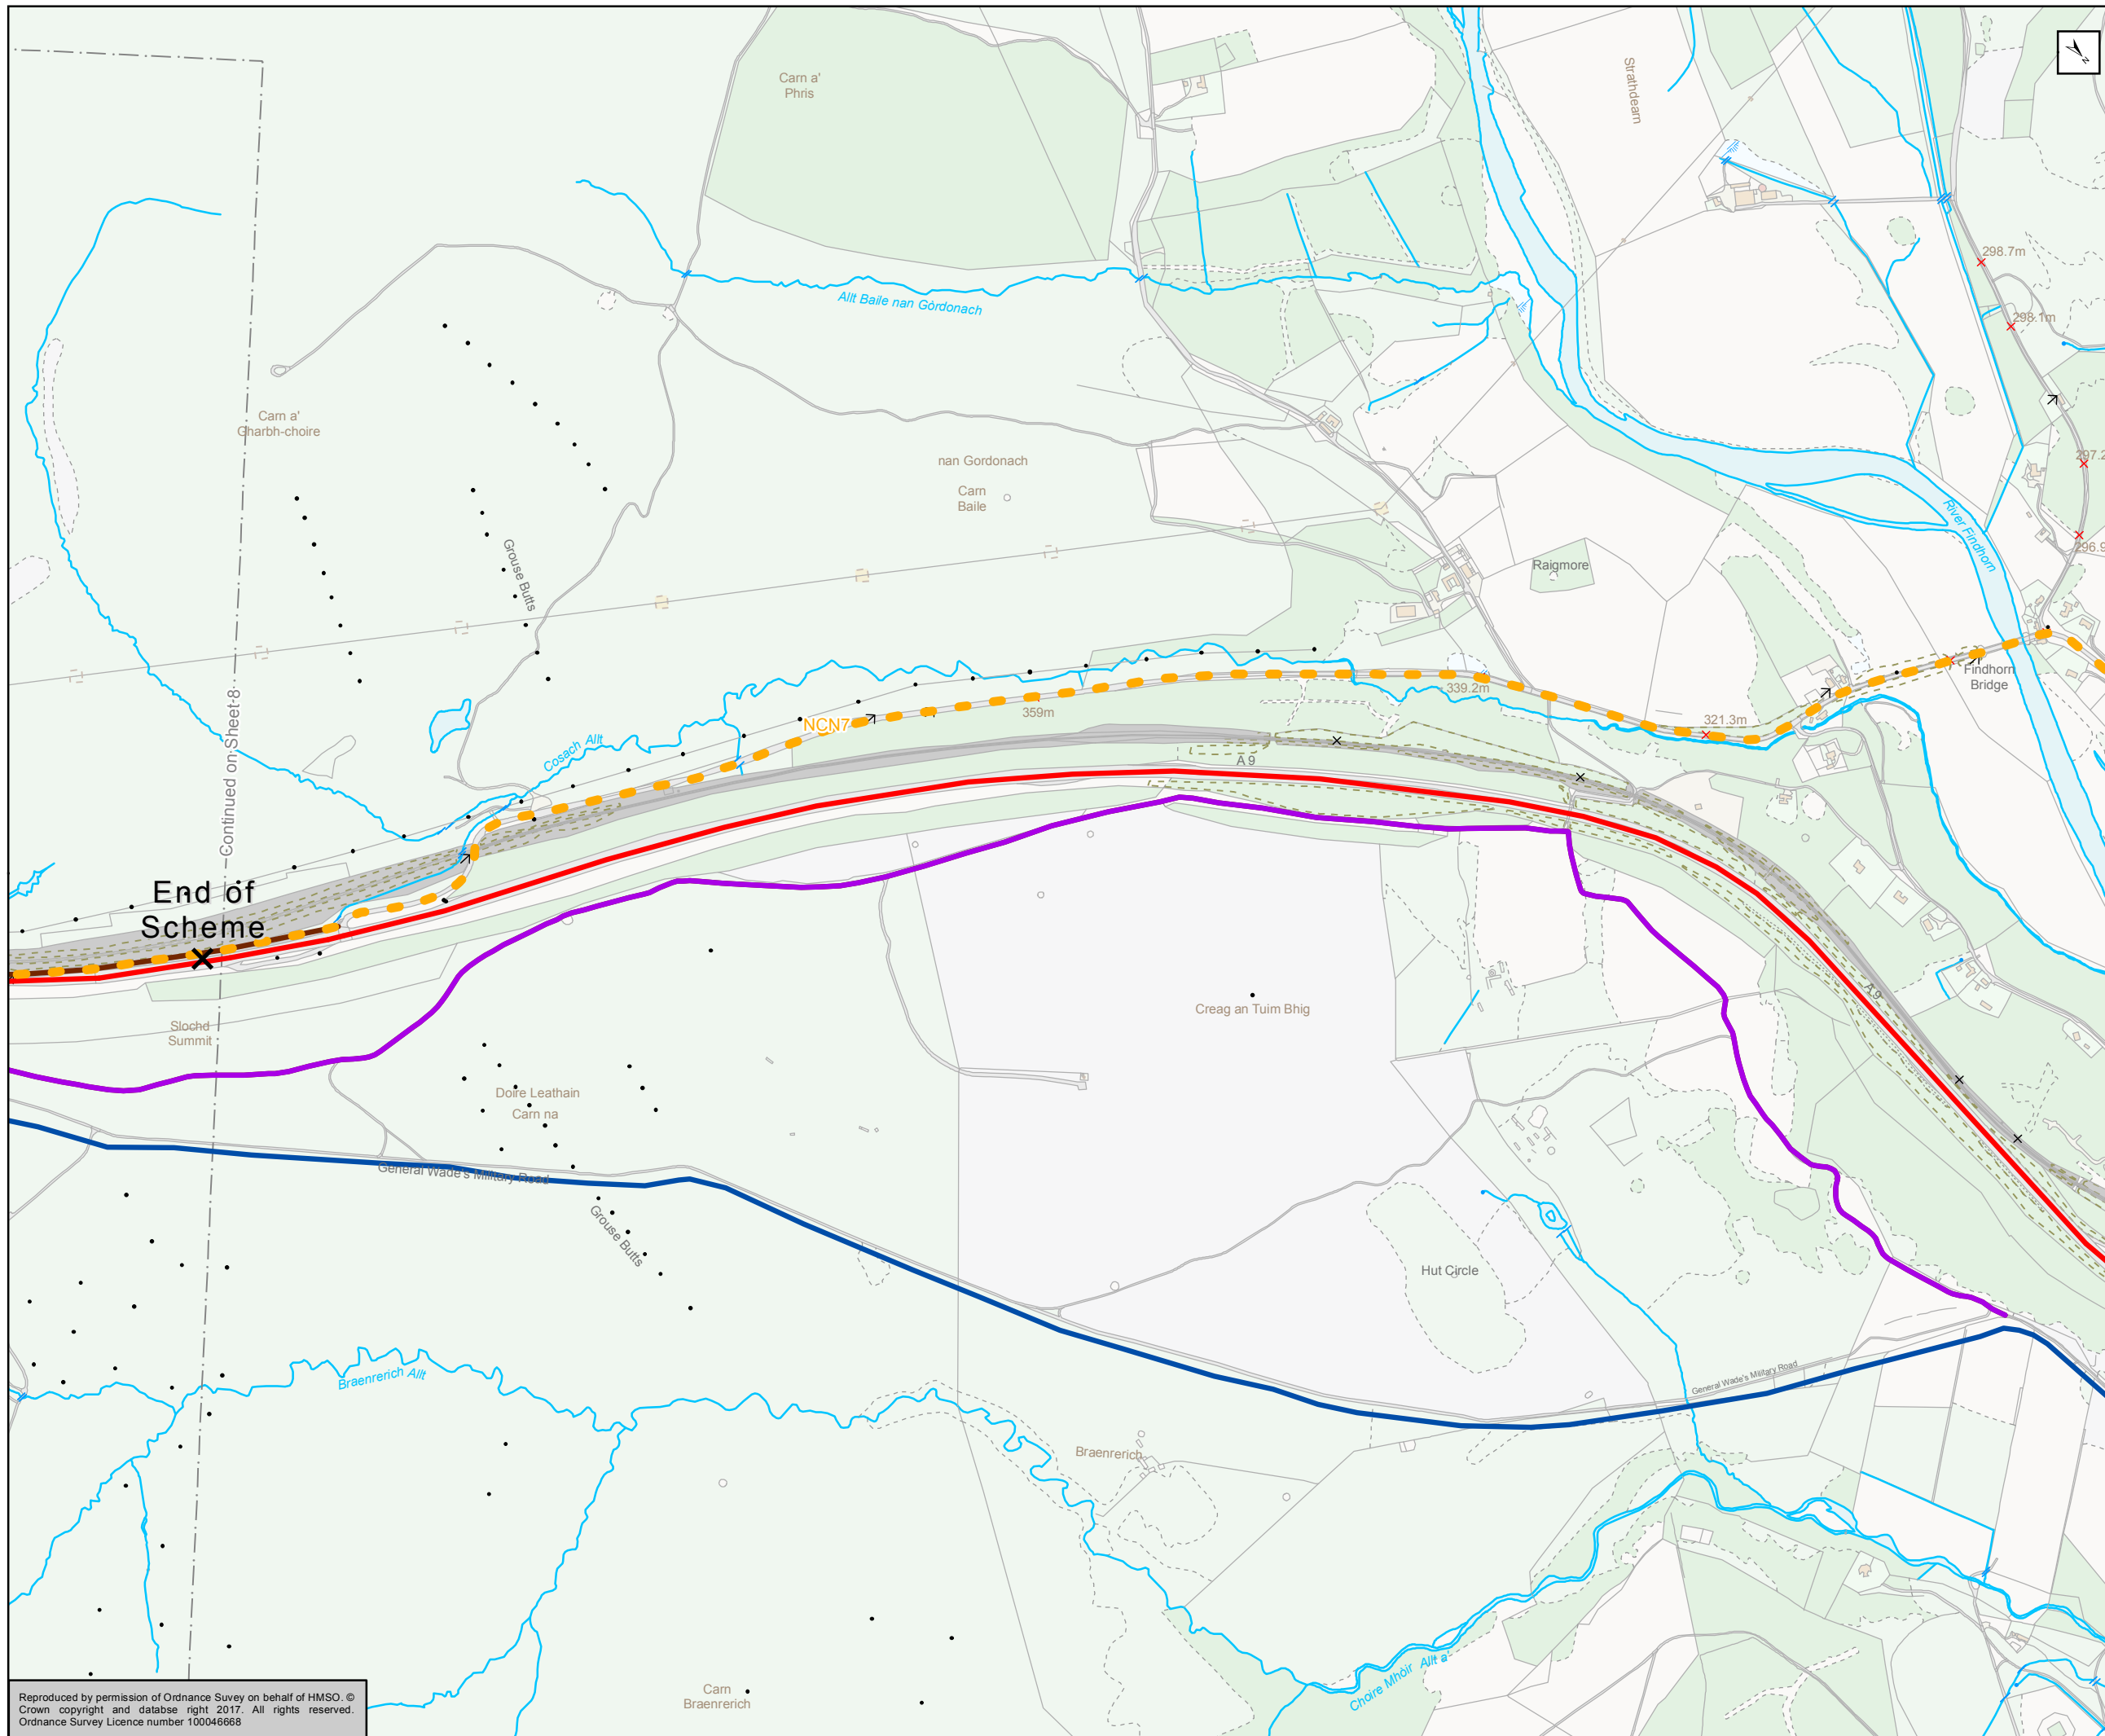 Carn a'
Phris
Strathdearn
N
298.7m
298.1m
Allt Baile nan Gòrdonach
Carn a'
Gharbh-choire
nan Gordonach
Carn
Baile
297.2
River Findhorn
296.9
Grouse Butts
Raigmore
Findhorn
Bridge
Continued on Sheet 8
339.2m
359m
321.3m
NCN7
Cosach Allt
A 9
End of
Scheme
A 9
Creag an Tuim Bhig
Slochd
Summit
Doire Leathain
Carn na
General Wade's Military Road
Grouse Butts
Hut Circle
General Wade's Military Road
Braenrerich Allt
Braenrerich
Choire Mhòir Allt a'
Carn
Braenrerich
Reproduced by permission of Ordnance Suvey on behalf of HMSO. ©
Crown copyright and databse right 2017. All rights reserved.
Ordnance Survey Licence number 100046668